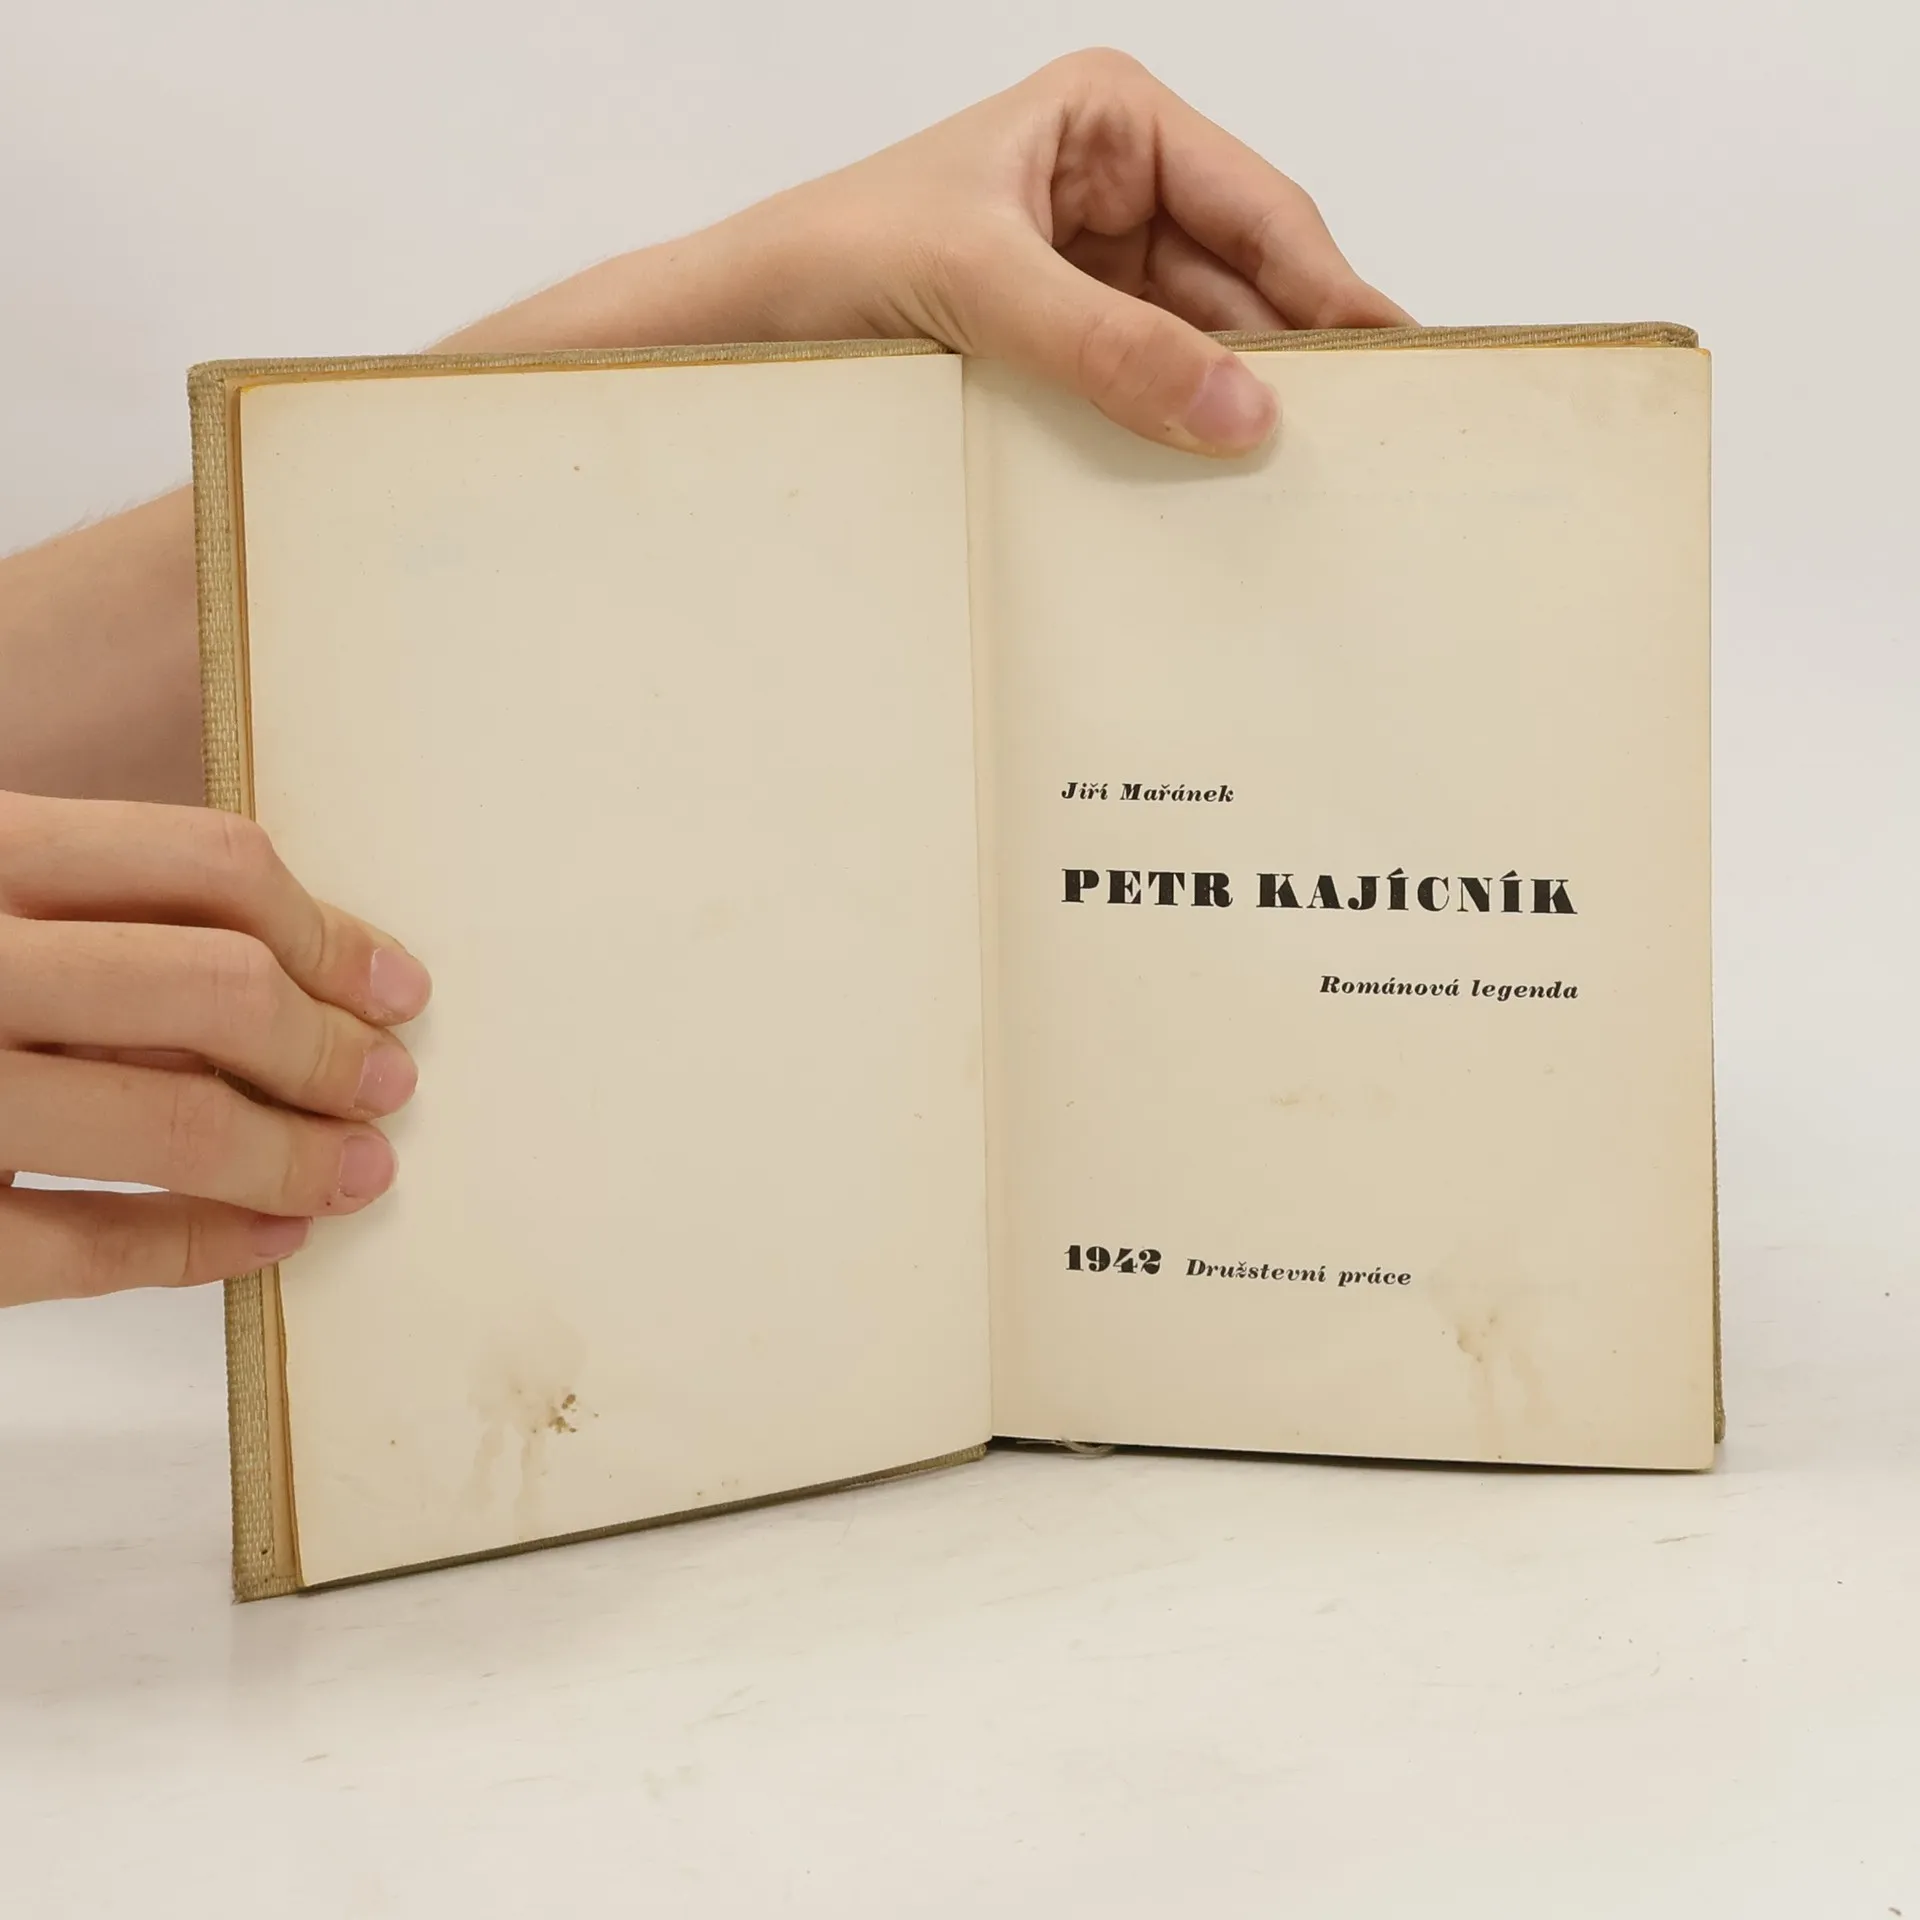 Jiří Mařánek
PETR KAJÍCNÍK
Románová legenda
1942 Družstevní práce